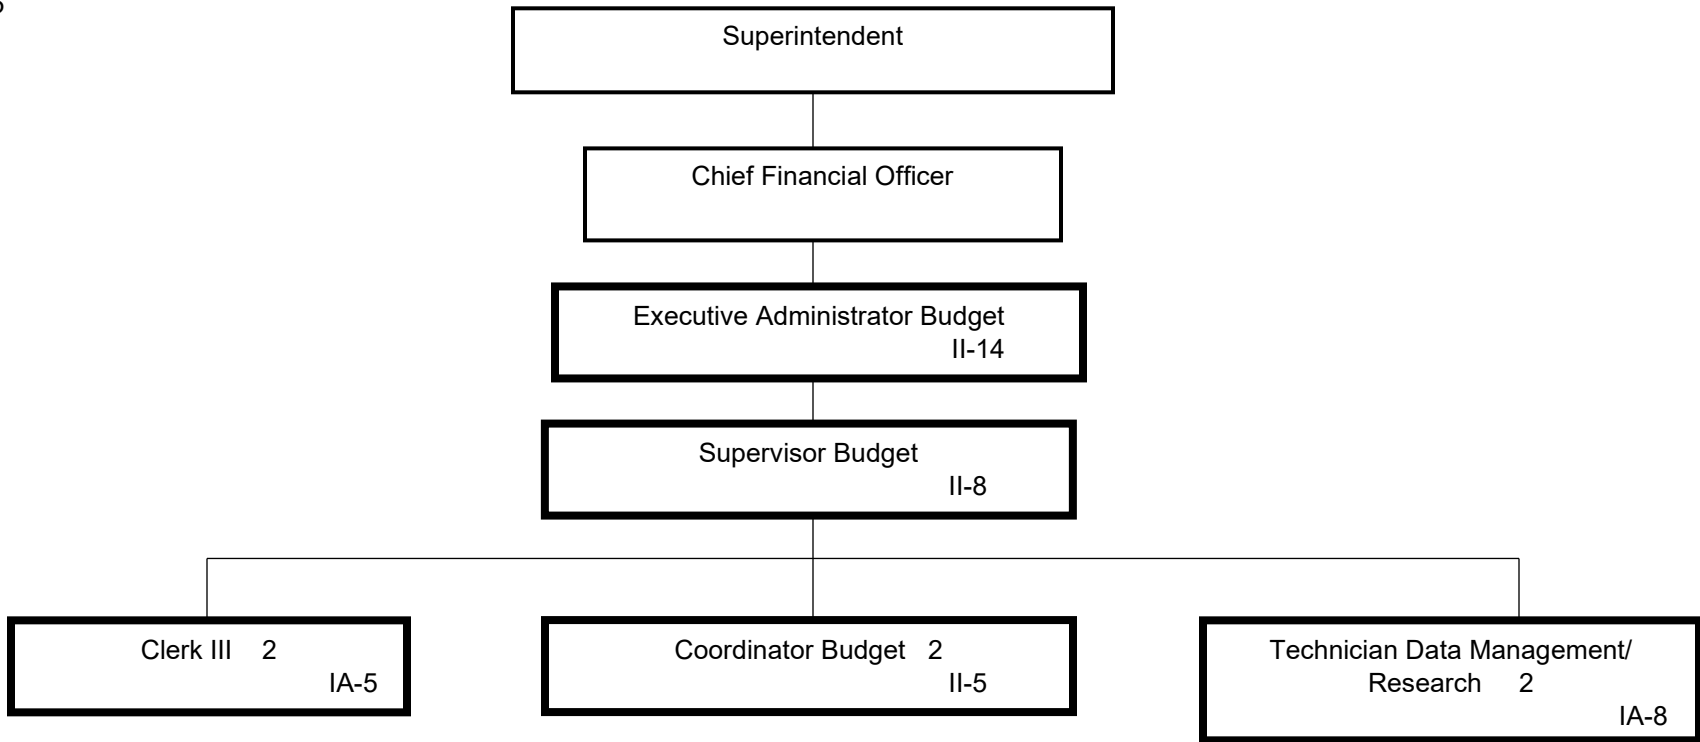 Superintendent
Chief Financial Officer
Executive Administrator Budget
II-14
Supervisor Budget
II-8
Clerk III 2
IA-5
Coordinator Budget 2
II-5
Technician Data Management/
Research 2
IA-8